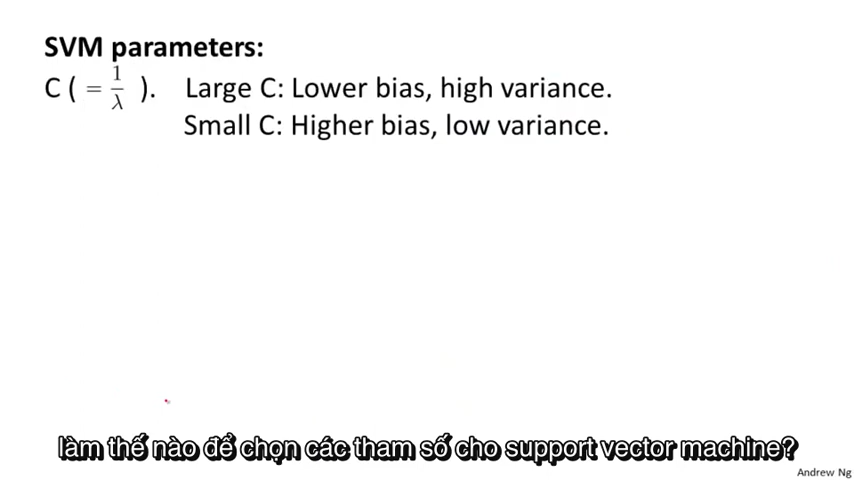 SVM parameters:
C ( = 1/λ ). Large C: Lower bias, high variance.
Small C: Higher bias, low variance.
làm thế nào để chọn các tham số cho support vector machine?
Andrew Ng